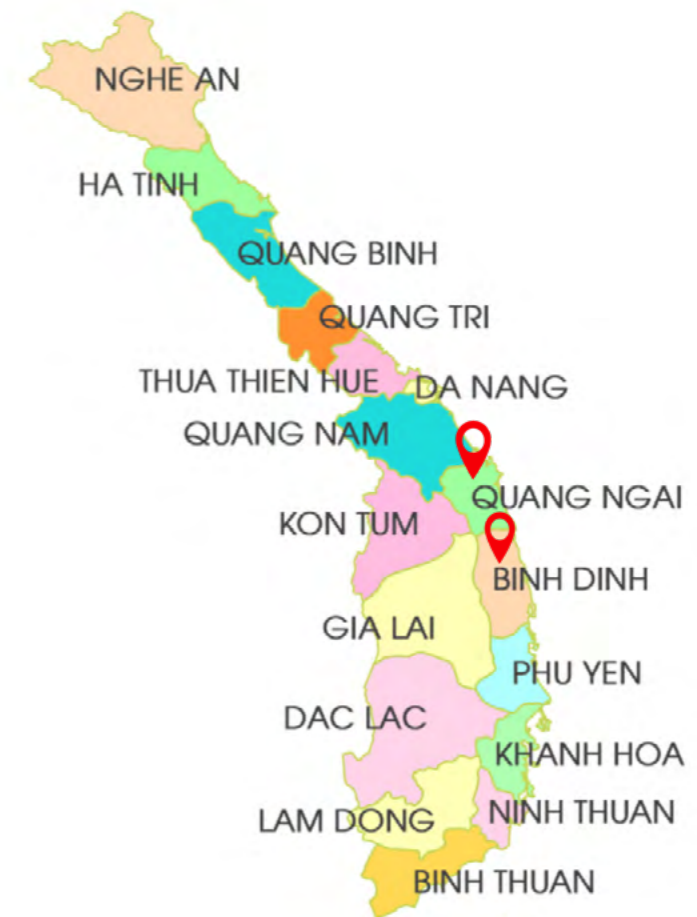 NGHE AN
HA TINH
QUANG BINH
QUANG TRI
THUA THIEN HUE
DA NANG
QUANG NAM
QUANG NGAI
KON TUM
BINH DINH
GIA LAI
PHU YEN
DAC LAC
KHANH HOA
NINH THUAN
LAM DONG
BINH THUAN